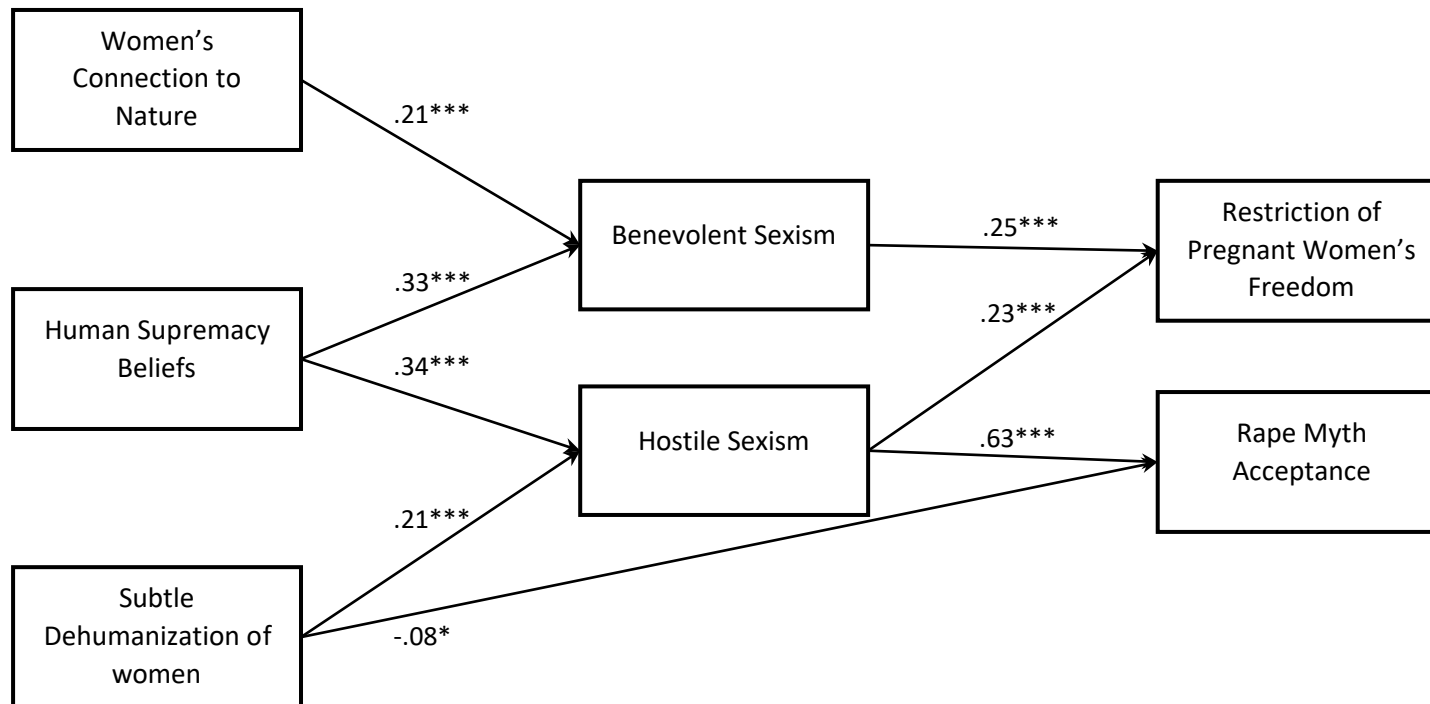 Women’s
Connection to
Nature
.21***
Benevolent Sexism
.25***
Restriction of
Pregnant Women’s
Freedom
.33***
.23***
Human Supremacy
Beliefs
.34***
Hostile Sexism
.63***
Rape Myth
Acceptance
.21***
Subtle
Dehumanization of
women
-.08*